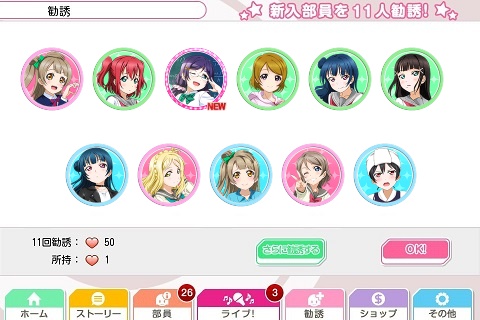 勧誘
新入部員を11人勧誘!
NEW
11回勧誘: 50
所持: 1
さらに勧誘する
OK!
26
3
ホーム
ストーリー
部員
ライブ!
勧誘
ショップ
その他